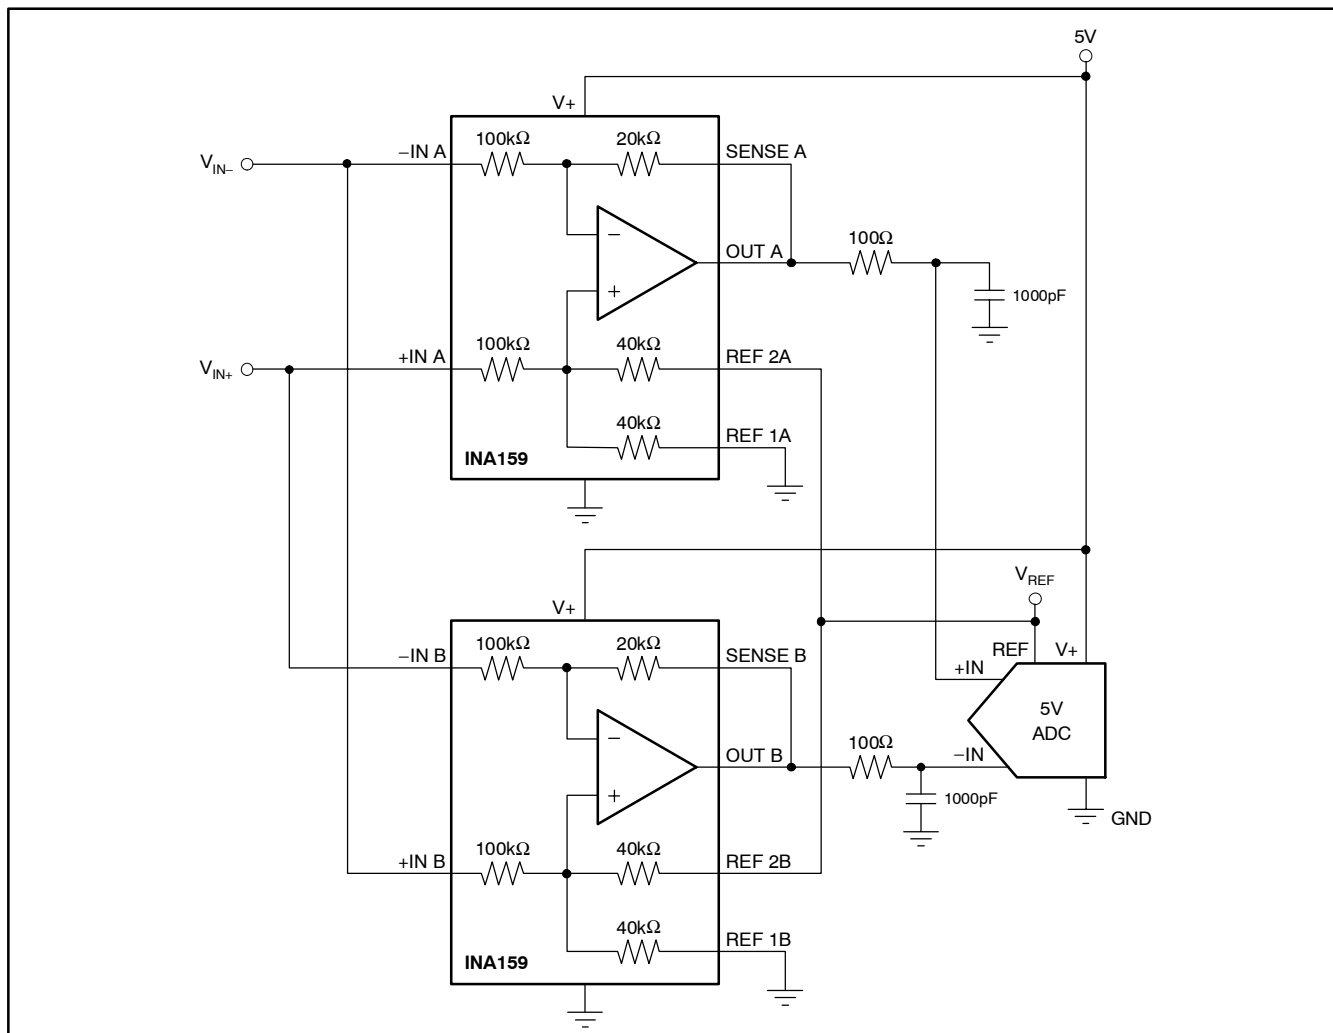 5V
V+
100kΩ
20kΩ
–IN A
SENSE A
V_IN–
–
100Ω
OUT A
+
1000pF
100kΩ
40kΩ
+IN A
REF 2A
V_IN+
40kΩ
REF 1A
INA159
V_REF
V+
100kΩ
20kΩ
REF
V+
–IN B
SENSE B
+IN
5V
ADC
–
100Ω
OUT B
–IN
+
1000pF
GND
100kΩ
40kΩ
+IN B
REF 2B
40kΩ
REF 1B
INA159